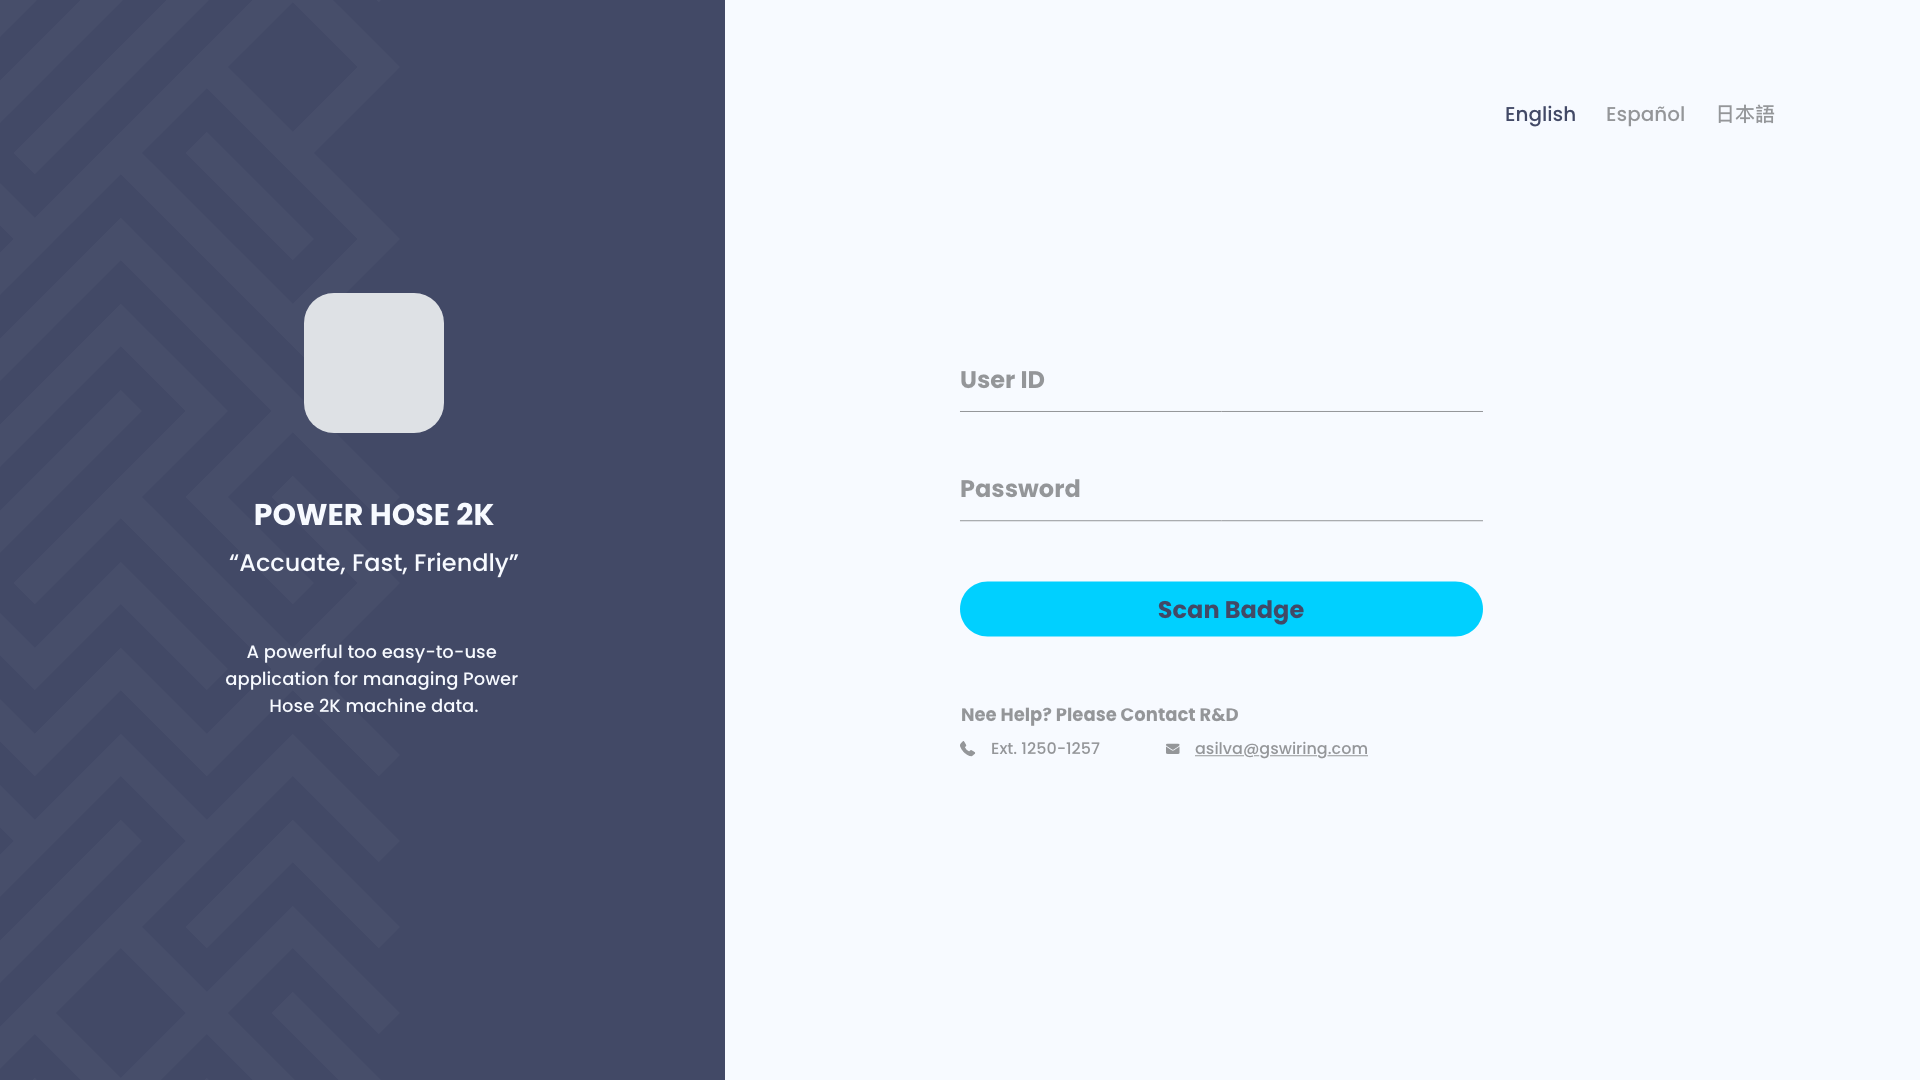 English Español 日本語
POWER HOSE 2K
“Accuate, Fast, Friendly”
A powerful too easy-to-use
application for managing Power
Hose 2K machine data.
User ID
Password
Scan Badge
Nee Help? Please Contact R&D
Ext. 1250-1257 asilva@gswiring.com